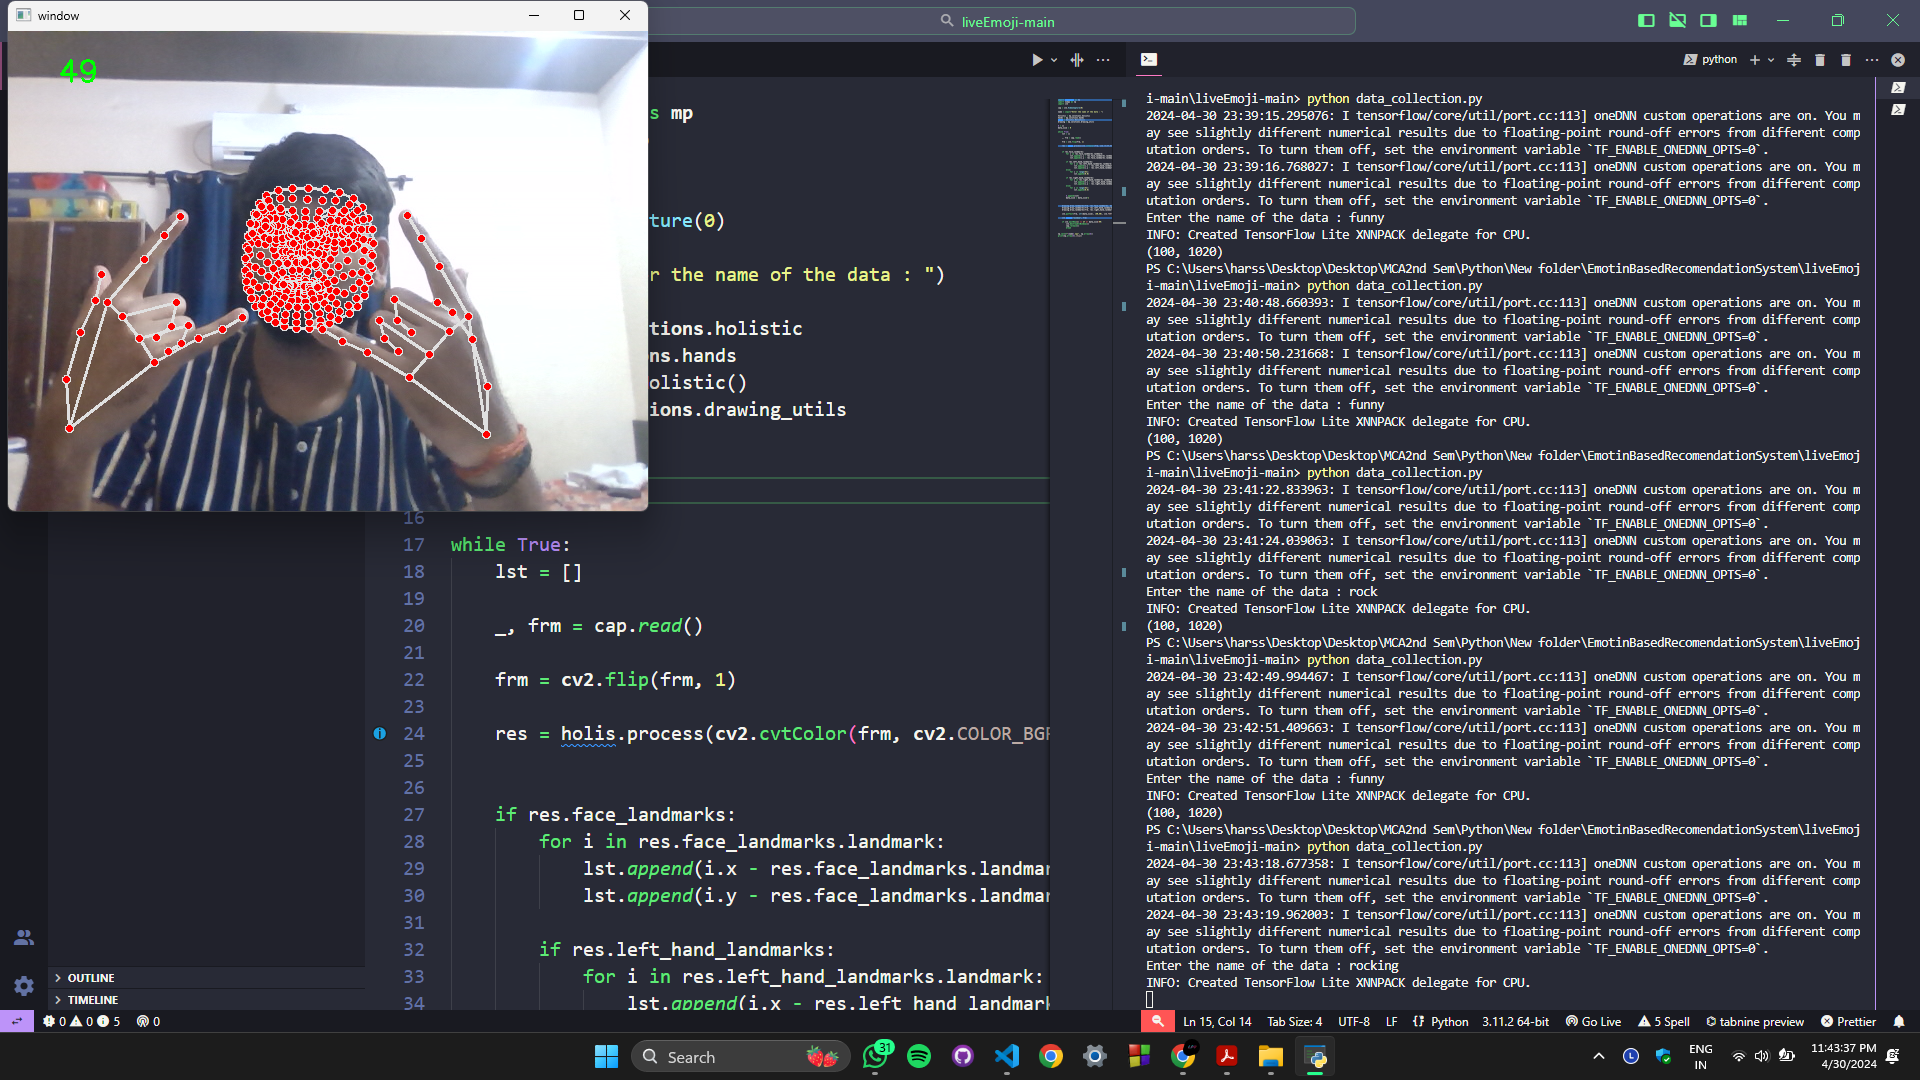 window
49
liveEmoji-main
python
s mp
ture(0)
r the name of the data : ")
tions.holistic
ns.hands
olistic()
ions.drawing_utils
16
17 while True:
18 lst = []
19
20 _, frm = cap.read()
21
22 frm = cv2.flip(frm, 1)
23
24 res = holis.process(cv2.cvtColor(frm, cv2.COLOR_BGR
25
26
27 if res.face_landmarks:
28 for i in res.face_landmarks.landmark:
29 lst.append(i.x - res.face_landmarks.landmar
30 lst.append(i.y - res.face_landmarks.landmar
31
32 if res.left_hand_landmarks:
33 for i in res.left_hand_landmarks.landmark:
34 lst.append(i.x - res.left_hand_landmark
i-main\liveEmoji-main> python data_collection.py
2024-04-30 23:39:15.295076: I tensorflow/core/util/port.cc:113] oneDNN custom operations are on. You m
ay see slightly different numerical results due to floating-point round-off errors from different comp
utation orders. To turn them off, set the environment variable `TF_ENABLE_ONEDNN_OPTS=0`.
2024-04-30 23:39:16.768027: I tensorflow/core/util/port.cc:113] oneDNN custom operations are on. You m
ay see slightly different numerical results due to floating-point round-off errors from different comp
utation orders. To turn them off, set the environment variable `TF_ENABLE_ONEDNN_OPTS=0`.
Enter the name of the data : funny
INFO: Created TensorFlow Lite XNNPACK delegate for CPU.
(100, 1020)
PS C:\Users\harss\Desktop\Desktop\MCA2nd Sem\Python\New folder\EmotinBasedRecomendationSystem\liveEmoj
i-main\liveEmoji-main> python data_collection.py
2024-04-30 23:40:48.660393: I tensorflow/core/util/port.cc:113] oneDNN custom operations are on. You m
ay see slightly different numerical results due to floating-point round-off errors from different comp
utation orders. To turn them off, set the environment variable `TF_ENABLE_ONEDNN_OPTS=0`.
2024-04-30 23:40:50.231668: I tensorflow/core/util/port.cc:113] oneDNN custom operations are on. You m
ay see slightly different numerical results due to floating-point round-off errors from different comp
utation orders. To turn them off, set the environment variable `TF_ENABLE_ONEDNN_OPTS=0`.
Enter the name of the data : funny
INFO: Created TensorFlow Lite XNNPACK delegate for CPU.
(100, 1020)
PS C:\Users\harss\Desktop\Desktop\MCA2nd Sem\Python\New folder\EmotinBasedRecomendationSystem\liveEmoj
i-main\liveEmoji-main> python data_collection.py
2024-04-30 23:41:22.833963: I tensorflow/core/util/port.cc:113] oneDNN custom operations are on. You m
ay see slightly different numerical results due to floating-point round-off errors from different comp
utation orders. To turn them off, set the environment variable `TF_ENABLE_ONEDNN_OPTS=0`.
2024-04-30 23:41:24.039063: I tensorflow/core/util/port.cc:113] oneDNN custom operations are on. You m
ay see slightly different numerical results due to floating-point round-off errors from different comp
utation orders. To turn them off, set the environment variable `TF_ENABLE_ONEDNN_OPTS=0`.
Enter the name of the data : rock
INFO: Created TensorFlow Lite XNNPACK delegate for CPU.
(100, 1020)
PS C:\Users\harss\Desktop\Desktop\MCA2nd Sem\Python\New folder\EmotinBasedRecomendationSystem\liveEmoj
i-main\liveEmoji-main> python data_collection.py
2024-04-30 23:42:49.994467: I tensorflow/core/util/port.cc:113] oneDNN custom operations are on. You m
ay see slightly different numerical results due to floating-point round-off errors from different comp
utation orders. To turn them off, set the environment variable `TF_ENABLE_ONEDNN_OPTS=0`.
2024-04-30 23:42:51.409663: I tensorflow/core/util/port.cc:113] oneDNN custom operations are on. You m
ay see slightly different numerical results due to floating-point round-off errors from different comp
utation orders. To turn them off, set the environment variable `TF_ENABLE_ONEDNN_OPTS=0`.
Enter the name of the data : funny
INFO: Created TensorFlow Lite XNNPACK delegate for CPU.
(100, 1020)
PS C:\Users\harss\Desktop\Desktop\MCA2nd Sem\Python\New folder\EmotinBasedRecomendationSystem\liveEmoj
i-main\liveEmoji-main> python data_collection.py
2024-04-30 23:43:18.677358: I tensorflow/core/util/port.cc:113] oneDNN custom operations are on. You m
ay see slightly different numerical results due to floating-point round-off errors from different comp
utation orders. To turn them off, set the environment variable `TF_ENABLE_ONEDNN_OPTS=0`.
2024-04-30 23:43:19.962003: I tensorflow/core/util/port.cc:113] oneDNN custom operations are on. You m
ay see slightly different numerical results due to floating-point round-off errors from different comp
utation orders. To turn them off, set the environment variable `TF_ENABLE_ONEDNN_OPTS=0`.
Enter the name of the data : rocking
INFO: Created TensorFlow Lite XNNPACK delegate for CPU.
OUTLINE
TIMELINE
0 0 5 0
Ln 15, Col 14 Tab Size: 4 UTF-8 LF Python 3.11.2 64-bit Go Live 5 Spell tabnine preview Prettier
Search
31
ENG
IN
11:43:37 PM
4/30/2024